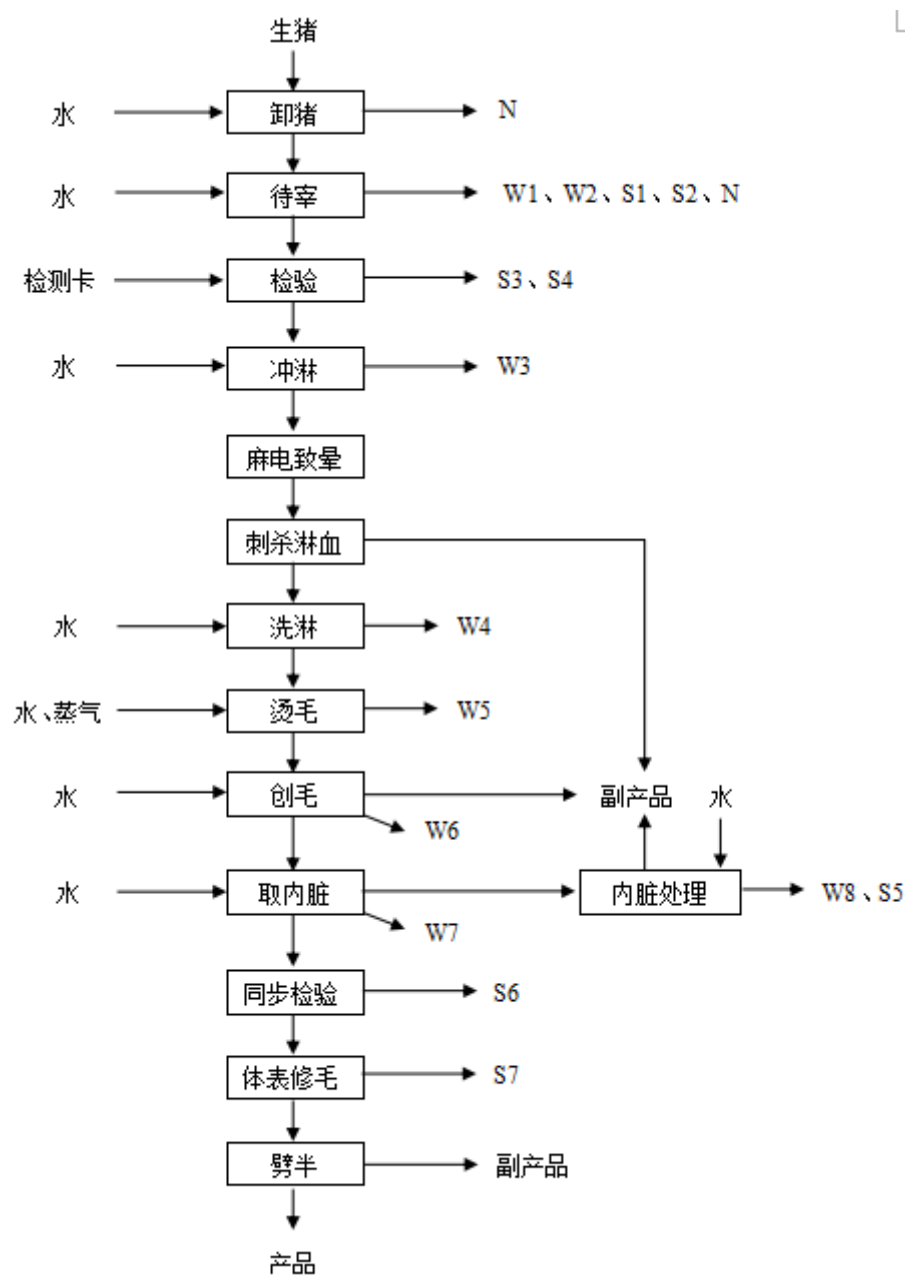 生猪
水 卸猪 N
水 待宰 W1、W2、S1、S2、N
检测卡 检验 S3、S4
水 冲淋 W3
麻电致晕
刺杀淋血
水 洗淋 W4
水、蒸气 烫毛 W5
水 创毛 副产品 水
W6
水 取内脏 内脏处理 W8、S5
W7
同步检验 S6
体表修毛 S7
劈半 副产品
产品